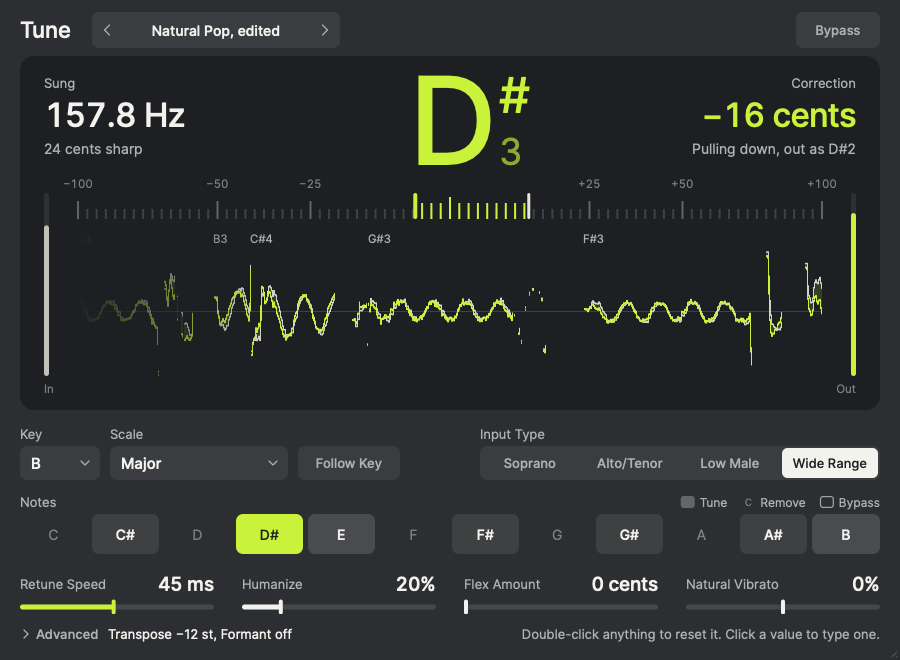 Tune
Natural Pop, edited
Bypass
Sung
157.8 Hz
24 cents sharp
D#
3
Correction
−16 cents
Pulling down, out as D#2
−100 −50 −25 +25 +50 +100
B3 C#4 G#3 F#3
In Out
Key Scale Input Type
B Major Follow Key Soprano Alto/Tenor Low Male Wide Range
Notes Tune C Remove Bypass
C C# D D# E F F# G G# A A# B
Retune Speed 45 ms Humanize 20% Flex Amount 0 cents Natural Vibrato 0%
Advanced Transpose −12 st, Formant off Double-click anything to reset it. Click a value to type one.